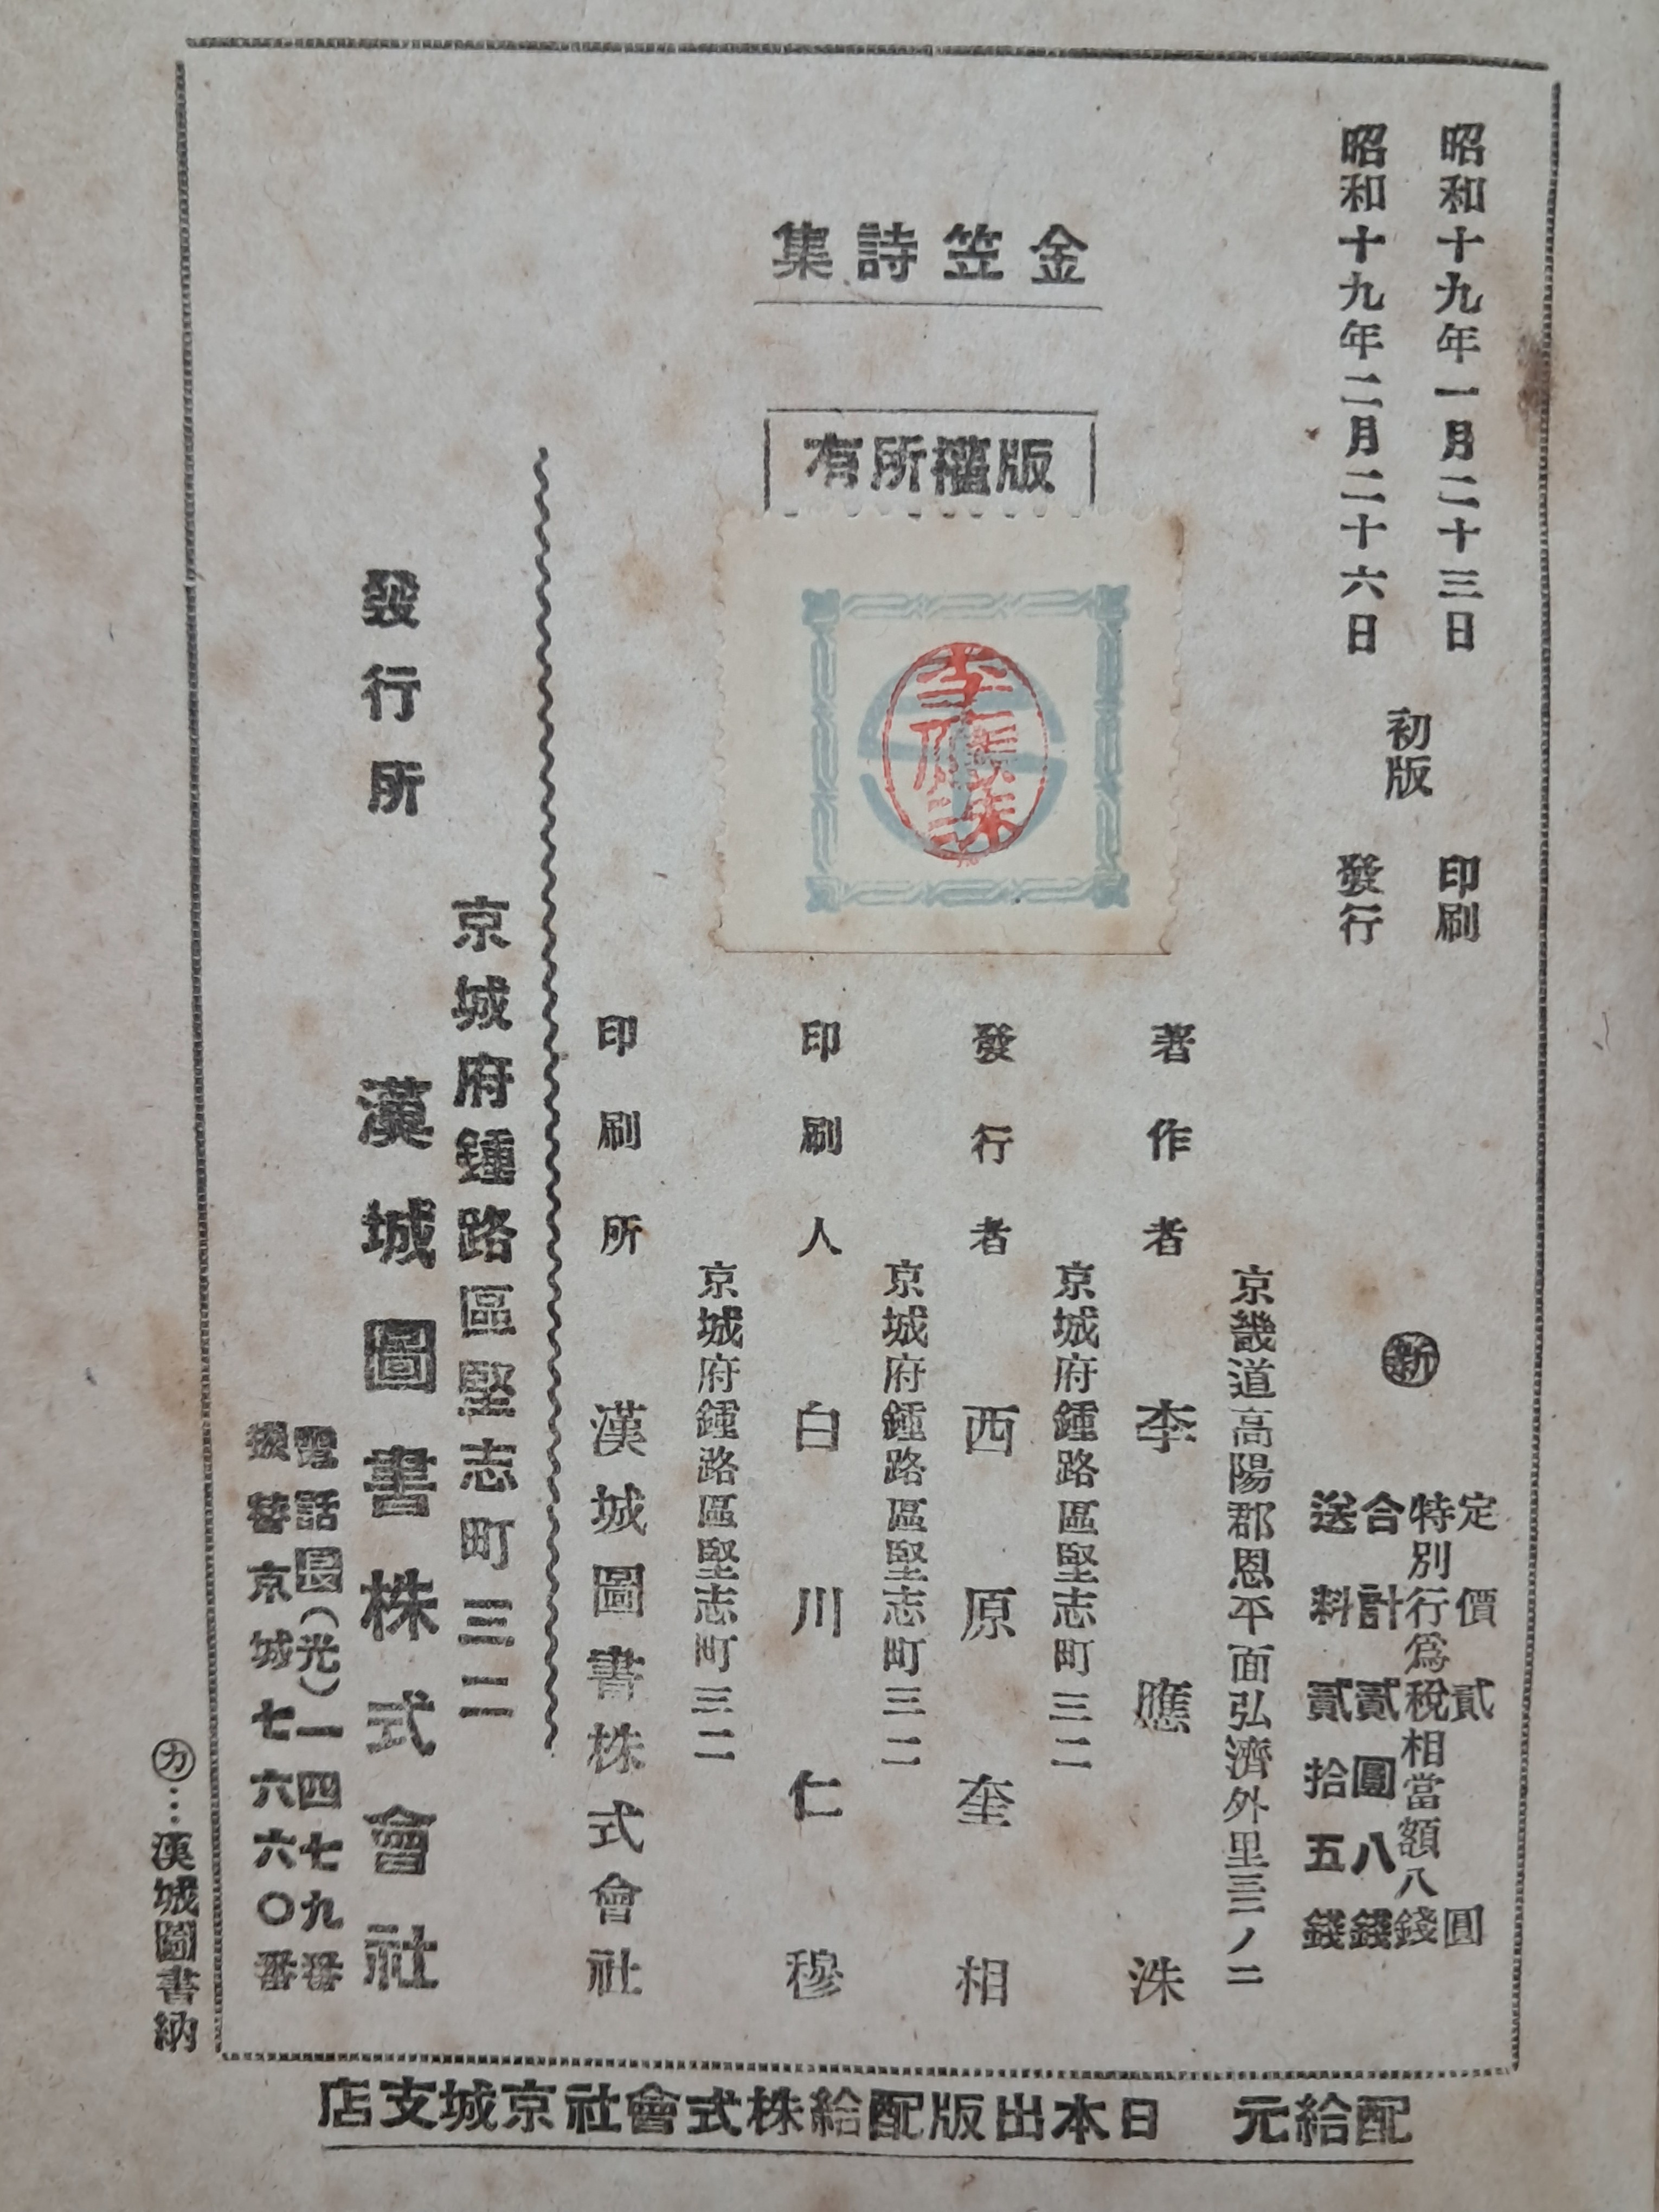 昭和十九年一月二十三日 印刷
初版
昭和十九年二月二十六日 發行
㊟新
定價貳圓
特別行爲税相當額八錢
合計貳圓八錢
送料貳拾五錢
金笠詩集
版權所有
李應洙
京畿道高陽郡恩平面弘濟外里三三ノ二
著作者 李應洙
京城府鍾路區堅志町三二
發行者 西原奎相
京城府鍾路區堅志町三二
印刷人 白川仁穆
京城府鍾路區堅志町三二
印刷所 漢城圖書株式會社
京城府鍾路區堅志町三二
發行所 漢城圖書株式會社
電話長(光)一四七九番
振替京城七六六〇番
㋕…漢城圖書納
配給元 日本出版配給株式會社京城支店